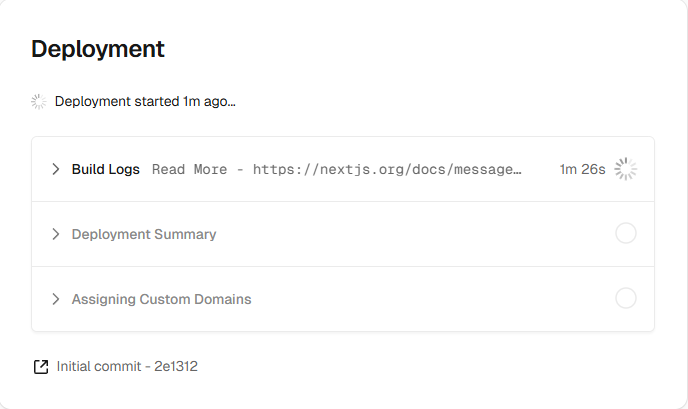 Deployment
Deployment started 1m ago...
Build Logs Read More - https://nextjs.org/docs/message… 1m 26s
Deployment Summary
Assigning Custom Domains
Initial commit - 2e1312